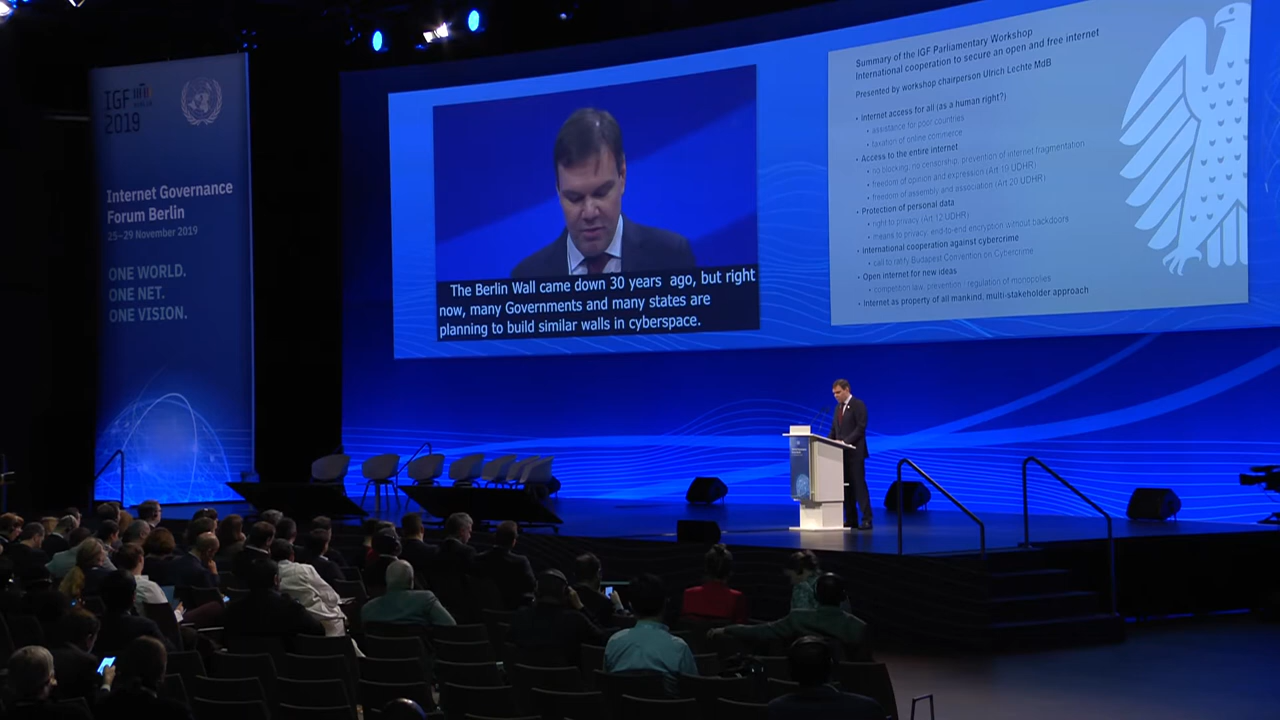 IGF
2019
Internet Governance
Forum Berlin
25–29 November 2019
ONE WORLD.
ONE NET.
ONE VISION.
The Berlin Wall came down 30 years ago, but right
now, many Governments and many states are
planning to build similar walls in cyberspace.
Summary of the IGF Parliamentary Workshop
International cooperation to secure an open and free internet
Presented by workshop chairperson Ulrich Lechte MdB
• Internet access for all (as a human right?)
• assistance for poor countries
• taxation of online commerce
• Access to the entire internet
• no blocking, no censorship, prevention of internet fragmentation
• freedom of opinion and expression (Art 19 UDHR)
• freedom of assembly and association (Art 20 UDHR)
• Protection of personal data
• right to privacy (Art 12 UDHR)
• means to privacy: end-to-end encryption without backdoors
• International cooperation against cybercrime
• call to ratify Budapest Convention on Cybercrime
• Open internet for new ideas
• competition law, prevention - regulation of monopolies
• Internet as property of all mankind, multi-stakeholder approach